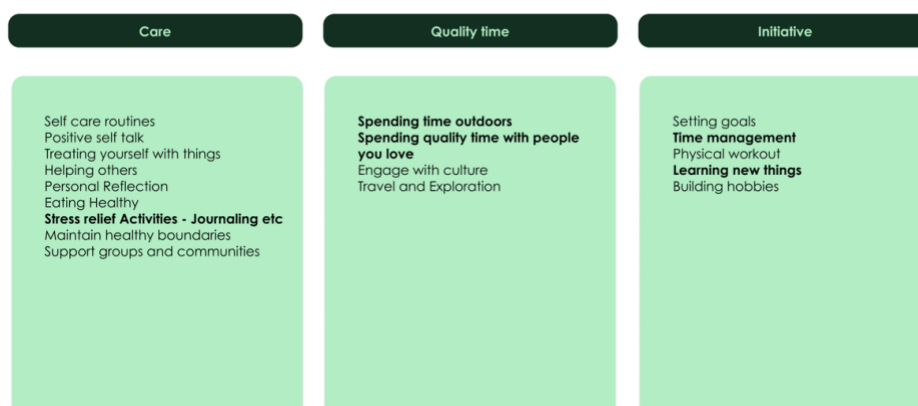 Care
Self care routines
Positive self talk
Treating yourself with things
Helping others
Personal Reflection
Eating Healthy
Stress relief Activities - Journaling etc
Maintain healthy boundaries
Support groups and communities
Quality time
Spending time outdoors
Spending quality time with people
you love
Engage with culture
Travel and Exploration
Initiative
Setting goals
Time management
Physical workout
Learning new things
Building hobbies